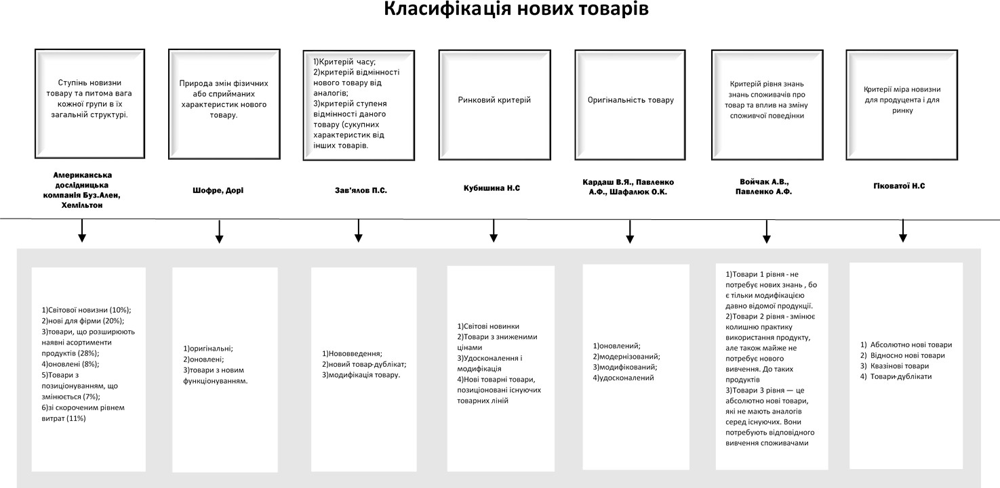 Класифікація нових товарів
Ступінь новизни
товару та питома вага
кожної групи в їх
загальній структурі.
Природа змін фізичних
або сприйманих
характеристик нового
товару.
1)Критерій часу;
2)критерій відмінності
нового товару від
аналогів;
3)критерій ступеня
відмінності даного
товару (сукупних
характеристик від
інших товарів.
Ринковий критерій
Оригінальність товару
Критерій рівня знань
знань споживачів про
товар та вплив на зміну
споживчої поведінки
Критерії міра новизни
для продуцента і для
ринку
Американська
дослідницька
компанія Буз.Ален,
Хемільтон
Шофре, Дорі
Зав’ялов П.С.
Кубишина Н.С
Кардаш В.Я., Павленко
А.Ф., Шафалюк О.К.
Войчак А.В.,
Павленко А.Ф.
Гіковатої Н.С
1)Світової новизни (10%);
2)нові для фірми (20%);
3)товари, що розширюють
наявні асортименти
продуктів (28%);
4)оновлені (8%);
5)Товари з
позиціонуванням, що
змінюється (7%);
6)зі скороченим рівнем
витрат (11%)
1)оригінальні;
2)оновлені;
3)товари з новим
функціонуванням.
1)Нововведення;
2)новий товар-дублікат;
3)модифікація товару.
1)Світові новинки
2)Товари з зниженими
цінами
3)Удосконалення і
модифікація
4)Нові товарні товари,
позиціоновані існуючих
товарних ліній
1)оновлений;
2)модернізований;
3)модифікований;
4)удосконалений
1)Товари 1 рівня - не
потребує нових знань , бо
є тільки модифікацією
давно відомої продукції.
2)Товари 2 рівня - змінює
колишню практику
використання продукту,
але також майже не
потребує нового
вивчення. До таких
продуктів
3)Товари 3 рівня — це
абсолютно нові товари,
які не мають аналогів
серед існуючих. Вони
потребують відповідного
вивчення споживачами
1) Абсолютно нові товари
2) Відносно нові товари
3) Квазінові товари
4) Товари-дублікати